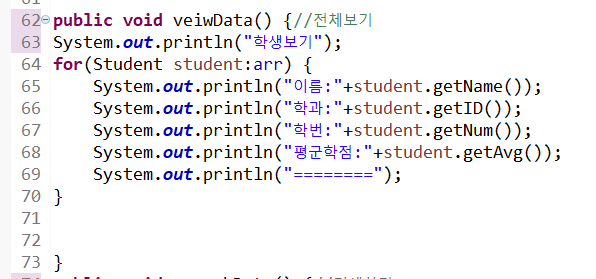 62 public void veiwData() {//전체보기
63 System.out.println("학생보기");
64 for(Student student:arr) {
65 System.out.println("이름:"+student.getName());
66 System.out.println("학과:"+student.getID());
67 System.out.println("학번:"+student.getNum());
68 System.out.println("평균학점:"+student.getAvg());
69 System.out.println("========");
70 }
71
72
73 }